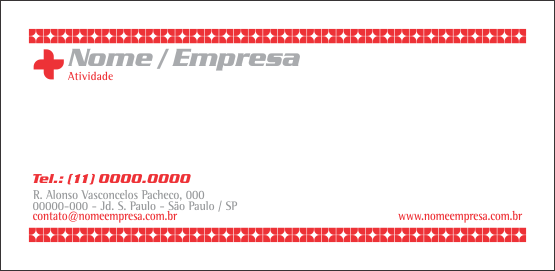 Nome / Empresa
Atividade
Tel.: (11) 0000.0000
R. Alonso Vasconcelos Pacheco, 000
00000-000 - Jd. S. Paulo - São Paulo / SP
contato@nomeempresa.com.br
www.nomeempresa.com.br